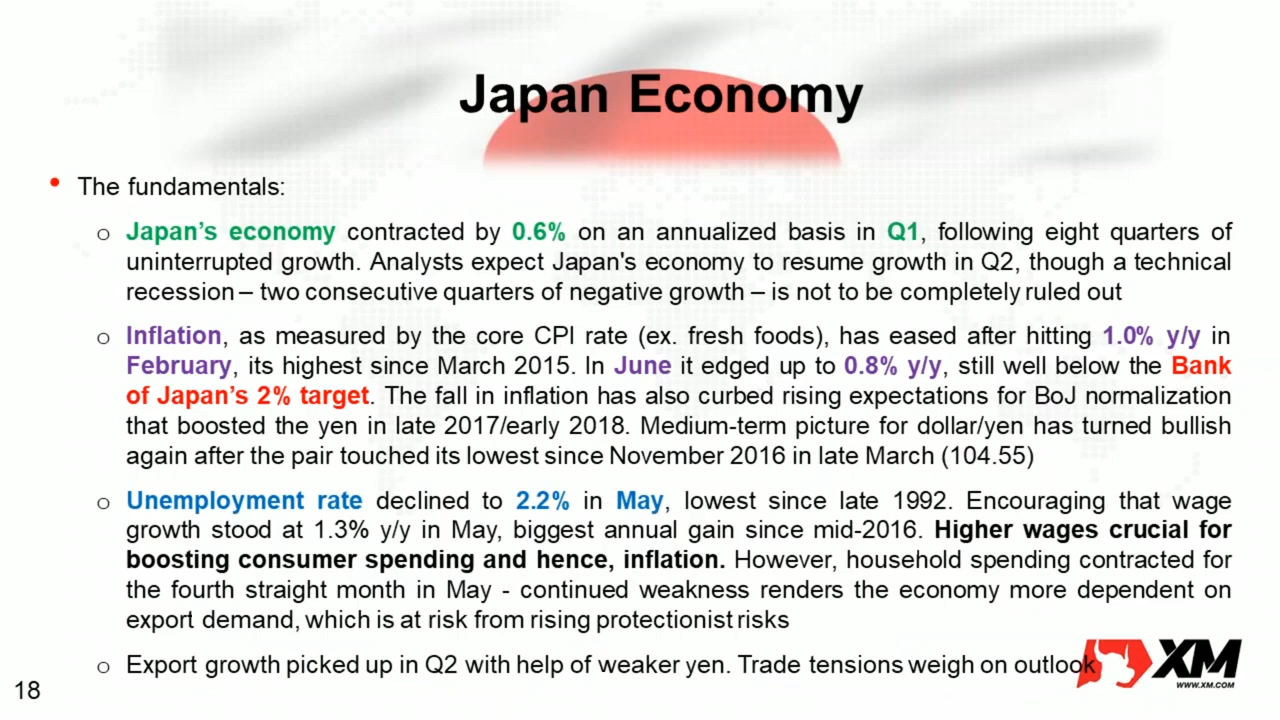 Japan Economy
• The fundamentals:
o Japan’s economy contracted by 0.6% on an annualized basis in Q1, following eight quarters of
uninterrupted growth. Analysts expect Japan's economy to resume growth in Q2, though a technical
recession – two consecutive quarters of negative growth – is not to be completely ruled out
o Inflation, as measured by the core CPI rate (ex. fresh foods), has eased after hitting 1.0% y/y in
February, its highest since March 2015. In June it edged up to 0.8% y/y, still well below the Bank
of Japan’s 2% target. The fall in inflation has also curbed rising expectations for BoJ normalization
that boosted the yen in late 2017/early 2018. Medium-term picture for dollar/yen has turned bullish
again after the pair touched its lowest since November 2016 in late March (104.55)
o Unemployment rate declined to 2.2% in May, lowest since late 1992. Encouraging that wage
growth stood at 1.3% y/y in May, biggest annual gain since mid-2016. Higher wages crucial for
boosting consumer spending and hence, inflation. However, household spending contracted for
the fourth straight month in May - continued weakness renders the economy more dependent on
export demand, which is at risk from rising protectionist risks
o Export growth picked up in Q2 with help of weaker yen. Trade tensions weigh on outlook
XM
WWW.XM.COM
18